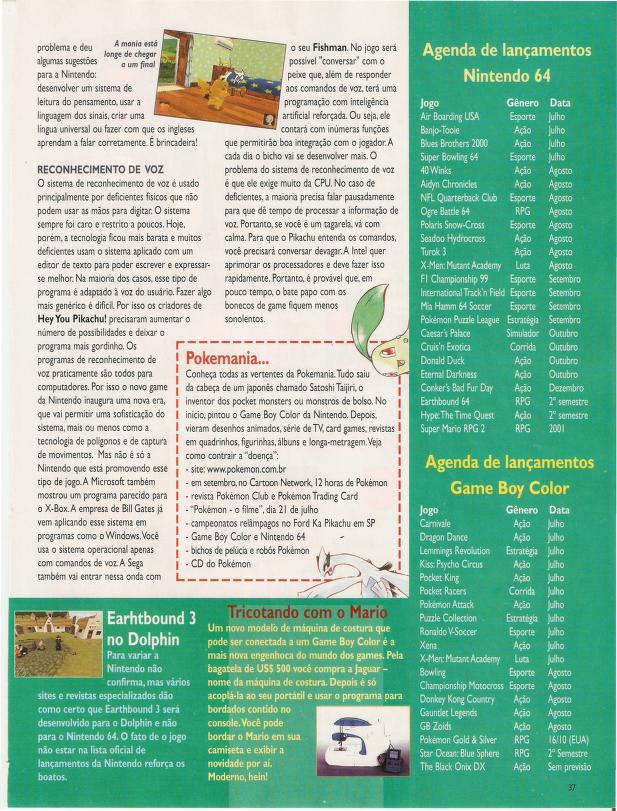 problema e deu
algumas sugestões
para a Nintendo:
desenvolver um sistema de
leitura do pensamento, usar a
linguagem dos sinais, criar uma
língua universal ou fazer com que os ingleses
aprendam a falar corretamente. É brincadeira!
A mania está
longe de chegar
a um final
RECONHECIMENTO DE VOZ
O sistema de reconhecimento de voz é usado
principalmente por deficientes físicos que não
podem usar as mãos para digitar. O sistema
sempre foi caro e restrito a poucos. Hoje,
porém, a tecnologia ficou mais barata e muitos
deficientes usam o sistema aplicado com um
editor de texto para poder escrever e expressar-
se melhor. Na maioria dos casos, esse tipo de
programa é adaptado à voz do usuário. Fazer algo
mais genérico é difícil. Por isso os criadores de
Hey You Pikachu! precisaram aumentar o
número de possibilidades e deixar o
programa mais gordinho. Os
programas de reconhecimento de
voz praticamente são todos para
computadores. Por isso o novo game
da Nintendo inaugura uma nova era,
que vai permitir uma sofisticação do
sistema, mais ou menos como a
tecnologia de polígonos e de captura
de movimentos. Mas não é só a
Nintendo que está promovendo esse
tipo de jogo. A Microsoft também
mostrou um programa parecido para
o X-Box. A empresa de Bill Gates já
vem aplicando esse sistema em
programas como o Windows. Você
usa o sistema operacional apenas
com comandos de voz. A Sega
também vai entrar nessa onda com
o seu Fishman. No jogo será
possível "conversar" com o
peixe que, além de responder
aos comandos de voz, terá uma
programação com inteligência
artificial reforçada. Ou seja, ele
contará com inúmeras funções
que permitirão boa integração com o jogador. A
cada dia o bicho vai se desenvolver mais. O
problema do sistema de reconhecimento de voz
é que ele exige muito da CPU. No caso de
deficientes, a maioria precisa falar pausadamente
para que dê tempo de processar a informação de
voz. Portanto, se você é um tagarela, vá com
calma. Para que o Pikachu entenda os comandos,
você precisará conversar devagar. A Intel quer
aprimorar os processadores e deve fazer isso
rapidamente. Portanto, é provável que, em
pouco tempo, o bate papo com os
bonecos de game fiquem menos
sonolentos.
Pokemania...
Conheça todas as vertentes da Pokemania. Tudo saiu
da cabeça de um japonês chamado Satoshi Taijiri, o
inventor dos pocket monsters ou monstros de bolso. No
início, pintou o Game Boy Color da Nintendo. Depois,
vieram desenhos animados, série de TV, card games, revistas
em quadrinhos, figurinhas, álbuns e longa-metragem. Veja
como contrair a "doença":
- site: www.pokemon.com.br
- em setembro, no Cartoon Network, 12 horas de Pokémon
- revista Pokémon Club e Pokémon Trading Card
- "Pokémon - o filme", dia 21 de julho
- campeonatos relâmpagos no Ford Ka Pikachu em SP
- Game Boy Color e Nintendo 64
- bichos de pelúcia e robôs Pokémon
- CD do Pokémon
Earhtbound 3
no Dolphin
Para variar a
Nintendo não
confirma, mas vários
sites e revistas especializados dão
como certo que Earthbound 3 será
desenvolvido para o Dolphin e não
para o Nintendo 64. O fato de o jogo
não estar na lista oficial de
lançamentos da Nintendo reforça os
boatos.
Tricotando com o Mario
Um novo modelo de máquina de costura que
pode ser conectada a um Game Boy Color é a
mais nova engenhoca do mundo dos games. Pela
bagatela de US$ 500 você compra a Jaguar –
nome da máquina de costura. Depois é só
acoplá-la ao seu portátil e usar o programa para
bordados contido no
console. Você pode
bordar o Mario em sua
camiseta e exibir a
novidade por aí.
Moderno, hein!
Agenda de lançamentos
Nintendo 64
Jogo Gênero Data
Air Boarding USA Esporte Julho
Banjo-Tooie Ação Julho
Blues Brothers 2000 Ação Julho
Super Bowling 64 Esporte Julho
40 Winks Ação Agosto
Aidyn Chronicles Ação Agosto
NFL Quarterback Club Esporte Agosto
Ogre Battle 64 RPG Agosto
Polaris Snow-Cross Esporte Agosto
Seadoo Hydrocross Ação Agosto
Turok 3 Ação Agosto
X-Men: Mutant Academy Luta Agosto
F1 Championship 99 Esporte Setembro
International Track'n Field Esporte Setembro
Mia Hamm 64 Soccer Esporte Setembro
Pokémon Puzzle League Estratégia Setembro
Caesar's Palace Simulador Outubro
Cruis'n Exotica Corrida Outubro
Donald Duck Ação Outubro
Eternal Darkness Ação Outubro
Conker's Bad Fur Day Ação Dezembro
Earthbound 64 RPG 2º semestre
Hype: The Time Quest Ação 2º semestre
Super Mario RPG 2 RPG 2001
Agenda de lançamentos
Game Boy Color
Jogo Gênero Data
Carnivale Ação Julho
Dragon Dance Ação Julho
Lemmings Revolution Estratégia Julho
Kiss: Psycho Circus Ação Julho
Pocket King Ação Julho
Pocket Racers Corrida Julho
Pokémon Attack Ação Julho
Puzzle Collection Estratégia Julho
Ronaldo V-Soccer Esporte Julho
Xena Ação Julho
X-Men: Mutant Academy Luta Julho
Bowling Esporte Agosto
Championship Motocross Esporte Agosto
Donkey Kong Country Ação Agosto
Gauntlet Legends Ação Agosto
GB Zoids Ação Agosto
Pokémon Gold & Silver RPG 16/10 (EUA)
Star Ocean: Blue Sphere RPG 2º Semestre
The Black Onix DX Ação Sem previsão
37